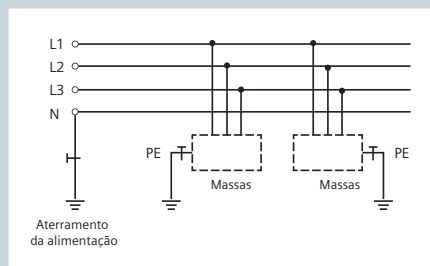 L1
L2
L3
N
PE
PE
Massas
Massas
Aterramento
da alimentação